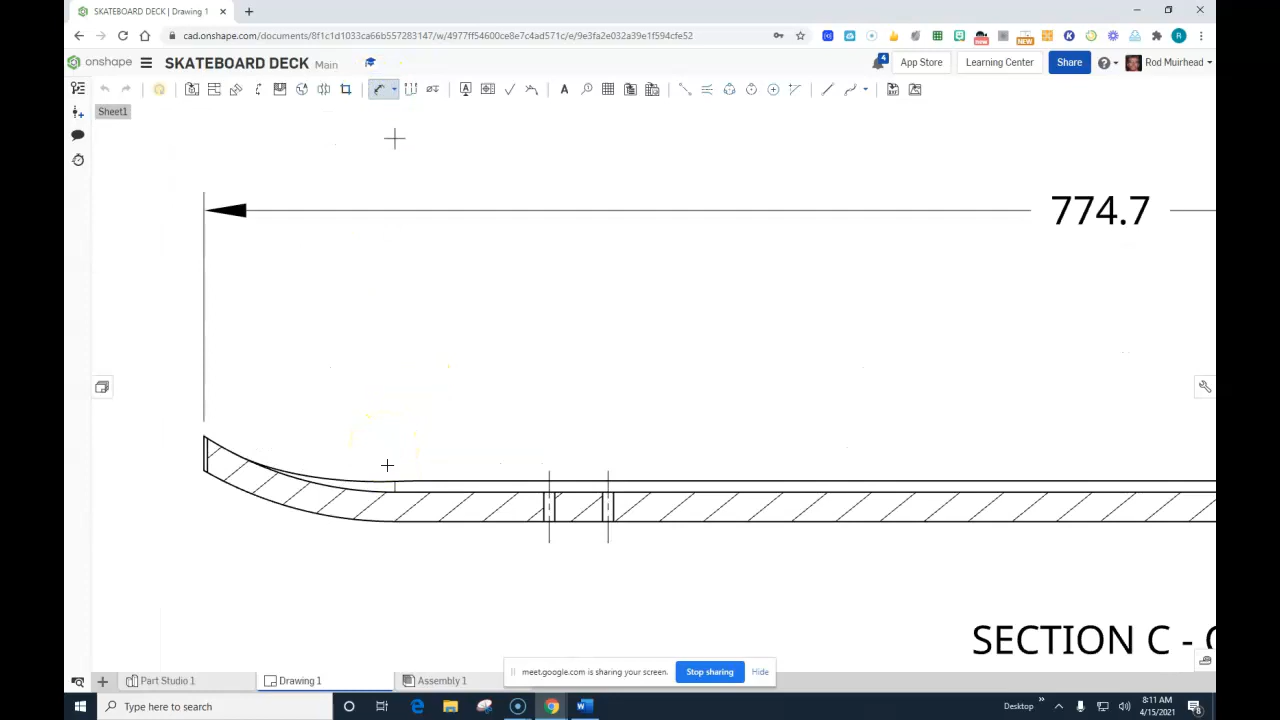 SKATEBOARD DECK | Drawing 1
cad.onshape.com/documents/8f1c1d1033ca66b557283147/w/4977ff54600ce8e7c4ad571c/e/9e3fa2e032a39e1f594cfe52
onshape SKATEBOARD DECK Main 4 App Store Learning Center Share Rod Muirhead
Sheet1
774.7
SECTION C -
meet.google.com is sharing your screen. Stop sharing Hide
Part Studio 1 Drawing 1 Assembly 1
Type here to search Desktop 8:11 AM
4/15/2021